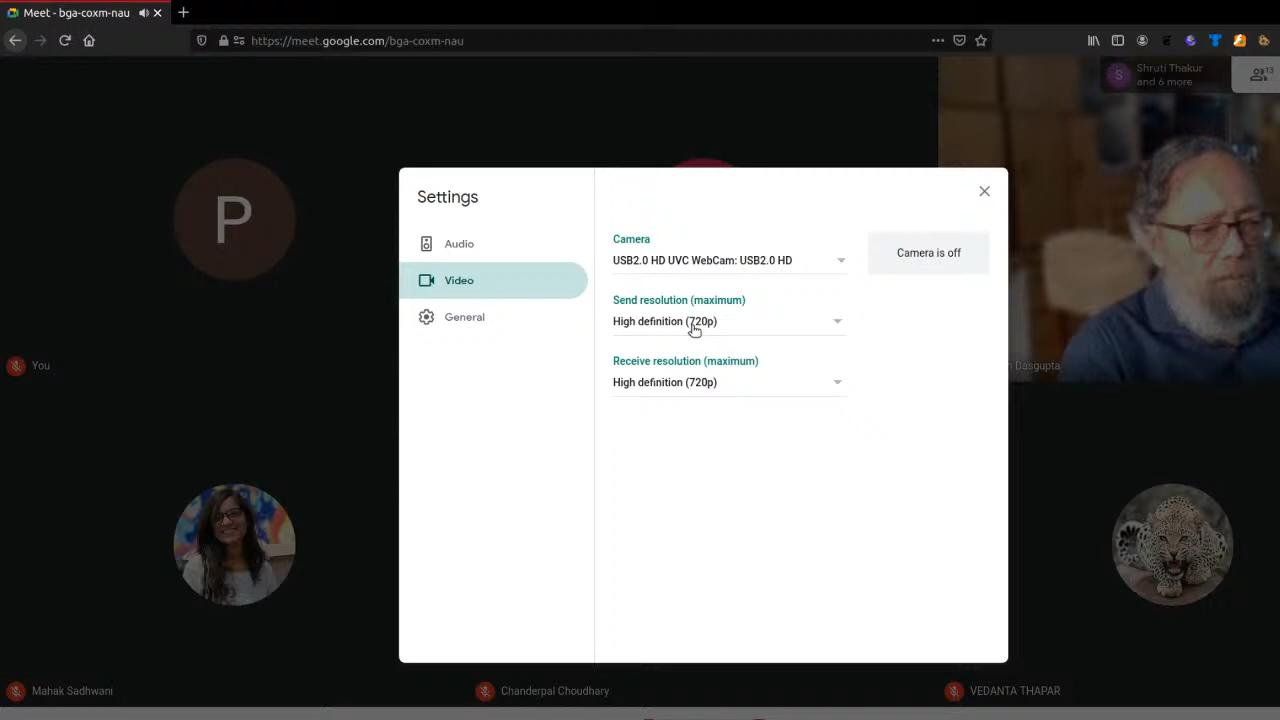 Meet - bga-coxm-nau
https://meet.google.com/bga-coxm-nau
S
Shruti Thakur
and 6 more
13
P
Settings
Audio
Video
General
Camera
USB2.0 HD UVC WebCam: USB2.0 HD
Camera is off
Send resolution (maximum)
High definition (720p)
Receive resolution (maximum)
High definition (720p)
You
Dasgupta
Mahak Sadhwani
Chanderpal Choudhary
VEDANTA THAPAR